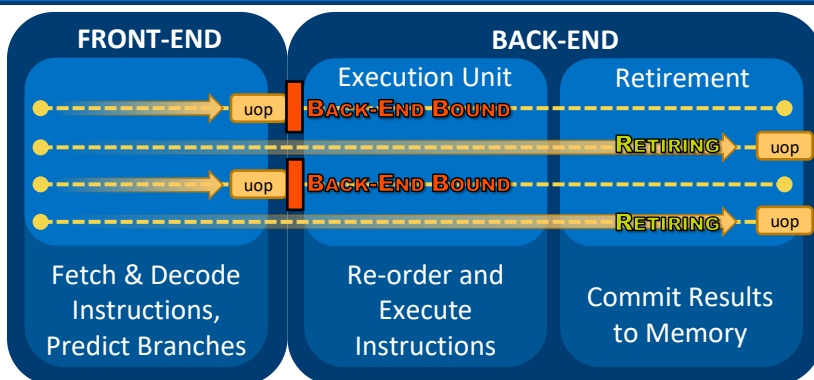 FRONT-END
BACK-END
Execution Unit
Retirement
uop
BACK-END BOUND
RETIRING
uop
uop
BACK-END BOUND
RETIRING
uop
Fetch & Decode
Instructions,
Predict Branches
Re-order and
Execute
Instructions
Commit Results
to Memory